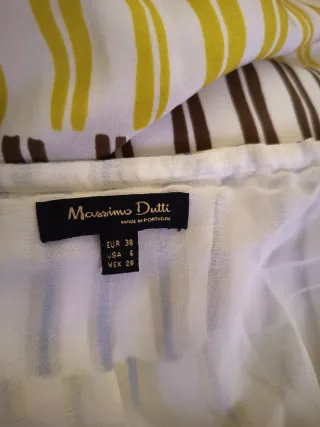 Massimo Dutti
MADE IN PORTUGAL
EUR 38
USA 6
MEX 28